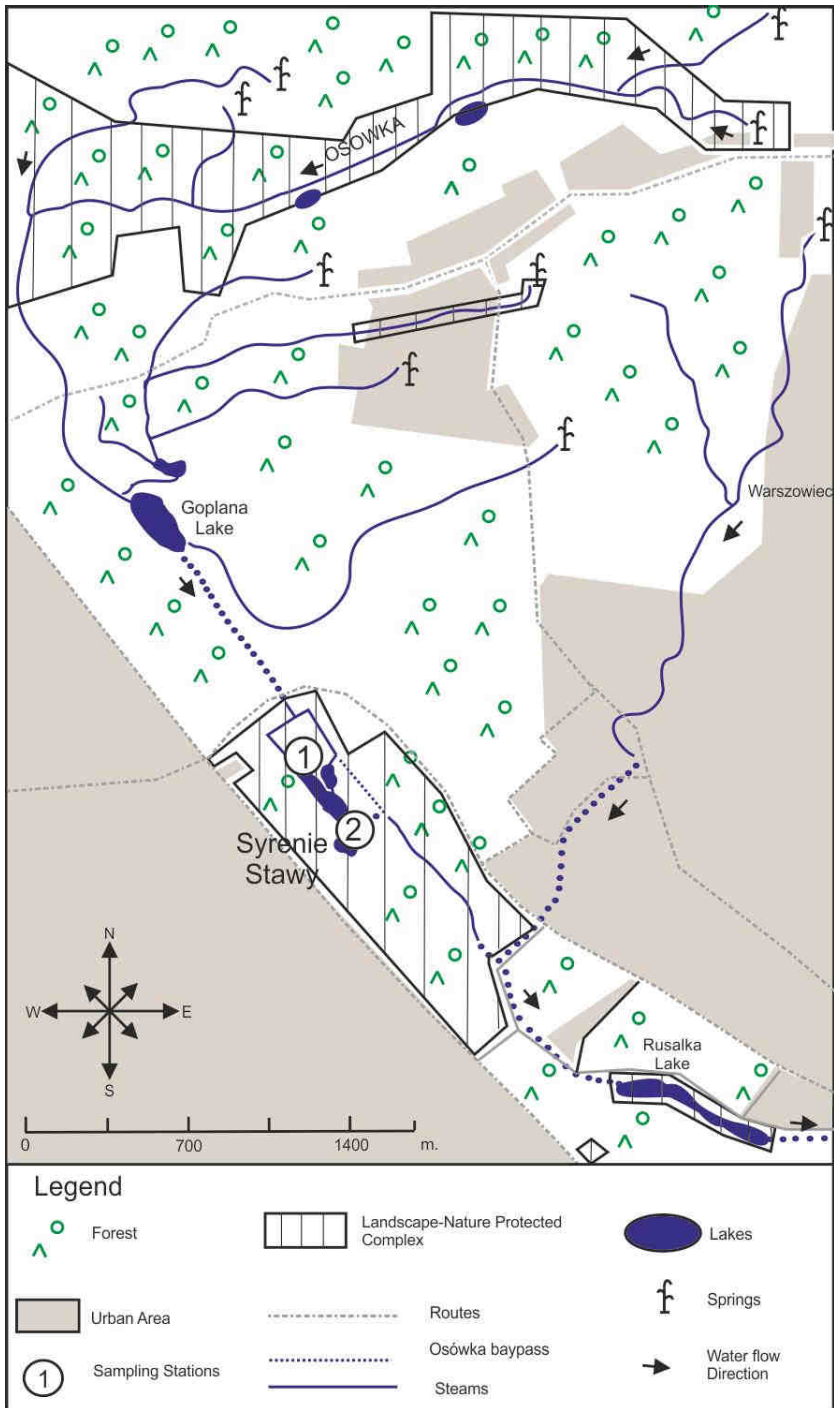 OSOWKA
Goplana
Lake
Warszowiec
1
2
Syrenie
Stawy
N
W
E
S
Rusalka
Lake
0
700
1400
m.
Legend
Forest
Landscape-Nature Protected
Complex
Lakes
Urban Area
Routes
Springs
Osówka baypass
1
Sampling Stations
Steams
Water flow
Direction